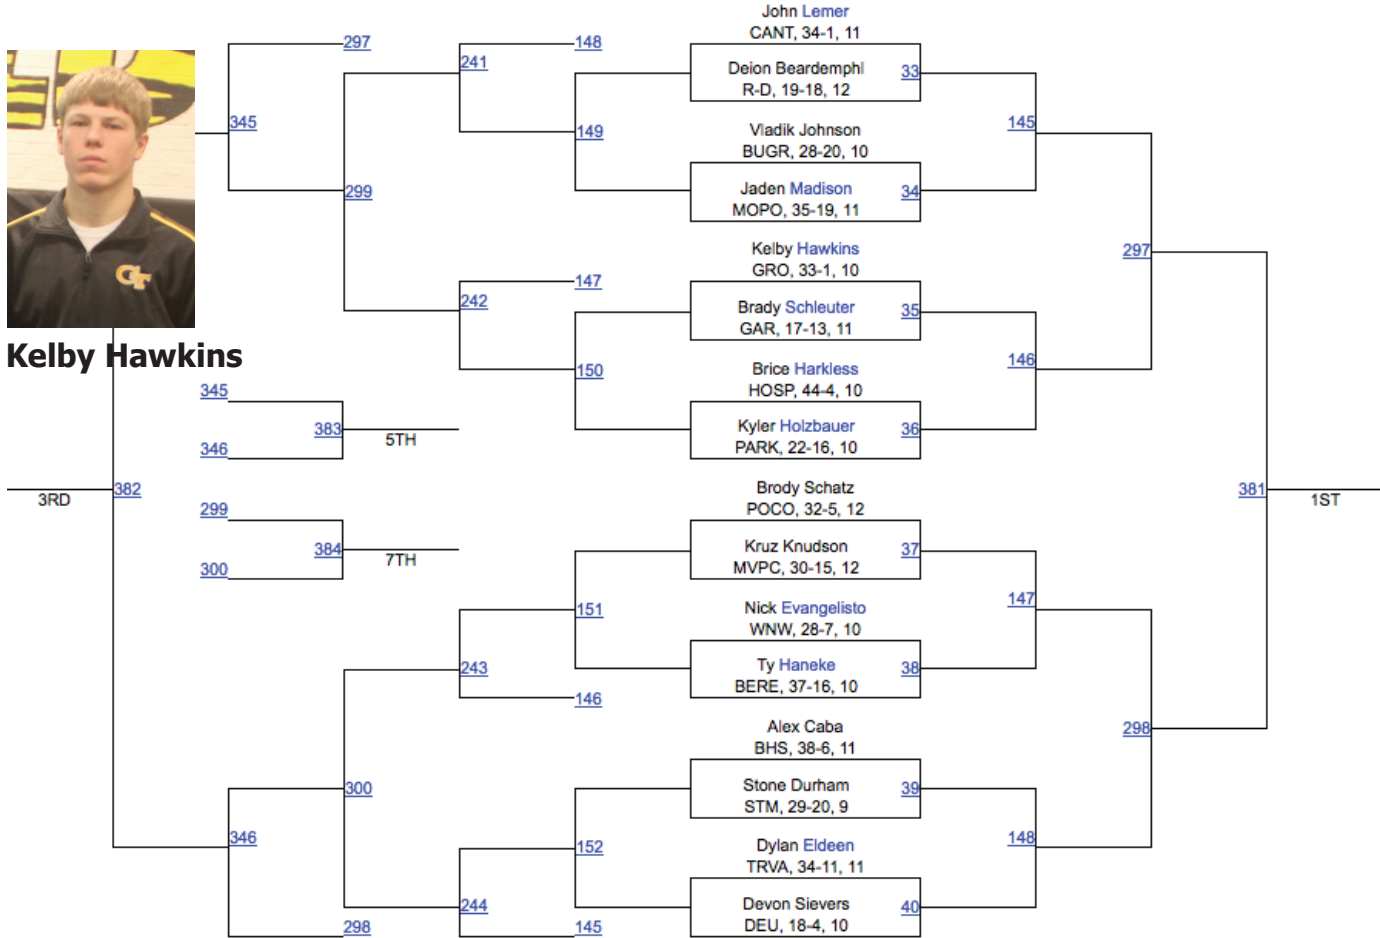 John Lemer
CANT, 34-1, 11
Deion Beardemphl
R-D, 19-18, 12
33
Vladik Johnson
BUGR, 28-20, 10
Jaden Madison
MOPO, 35-19, 11
34
Kelby Hawkins
GRO, 33-1, 10
Brady Schleuter
GAR, 17-13, 11
35
Brice Harkless
HOSP, 44-4, 10
Kyler Holzbauer
PARK, 22-16, 10
36
Brody Schatz
POCO, 32-5, 12
Kruz Knudson
MVPC, 30-15, 12
37
Nick Evangelisto
WNW, 28-7, 10
Ty Haneke
BERE, 37-16, 10
38
Alex Caba
BHS, 38-6, 11
Stone Durham
STM, 29-20, 9
39
Dylan Eldeen
TRVA, 34-11, 11
Devon Sievers
DEU, 18-4, 10
40
145
146
147
148
297
298
381
1ST
148
149
147
150
151
146
152
145
241
242
243
244
297
299
300
298
345
346
GT
Kelby Hawkins
345
346
383
5TH
299
300
384
7TH
382
3RD